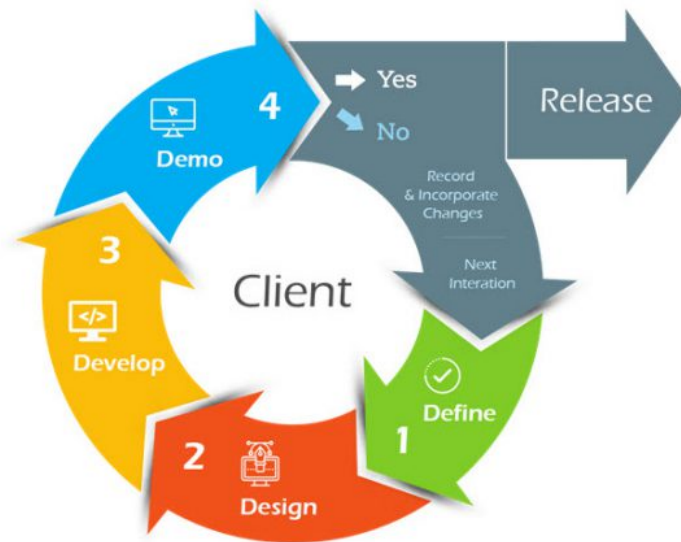 4
Demo
Yes
No
Release
Record
& Incorporate
Changes
Next
Interation
Client
3
</>
Develop
1
Define
2
Design